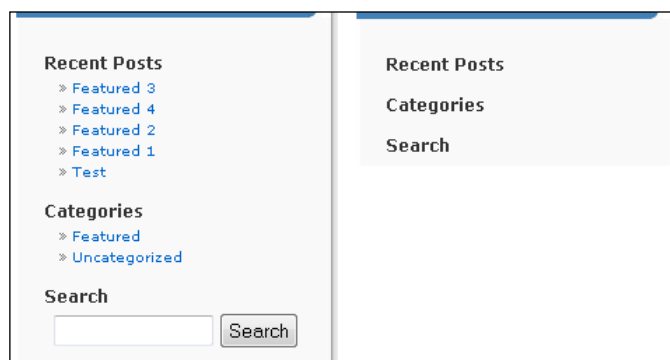 Recent Posts
» Featured 3
» Featured 4
» Featured 2
» Featured 1
» Test
Categories
» Featured
» Uncategorized
Search
Search
Recent Posts
Categories
Search